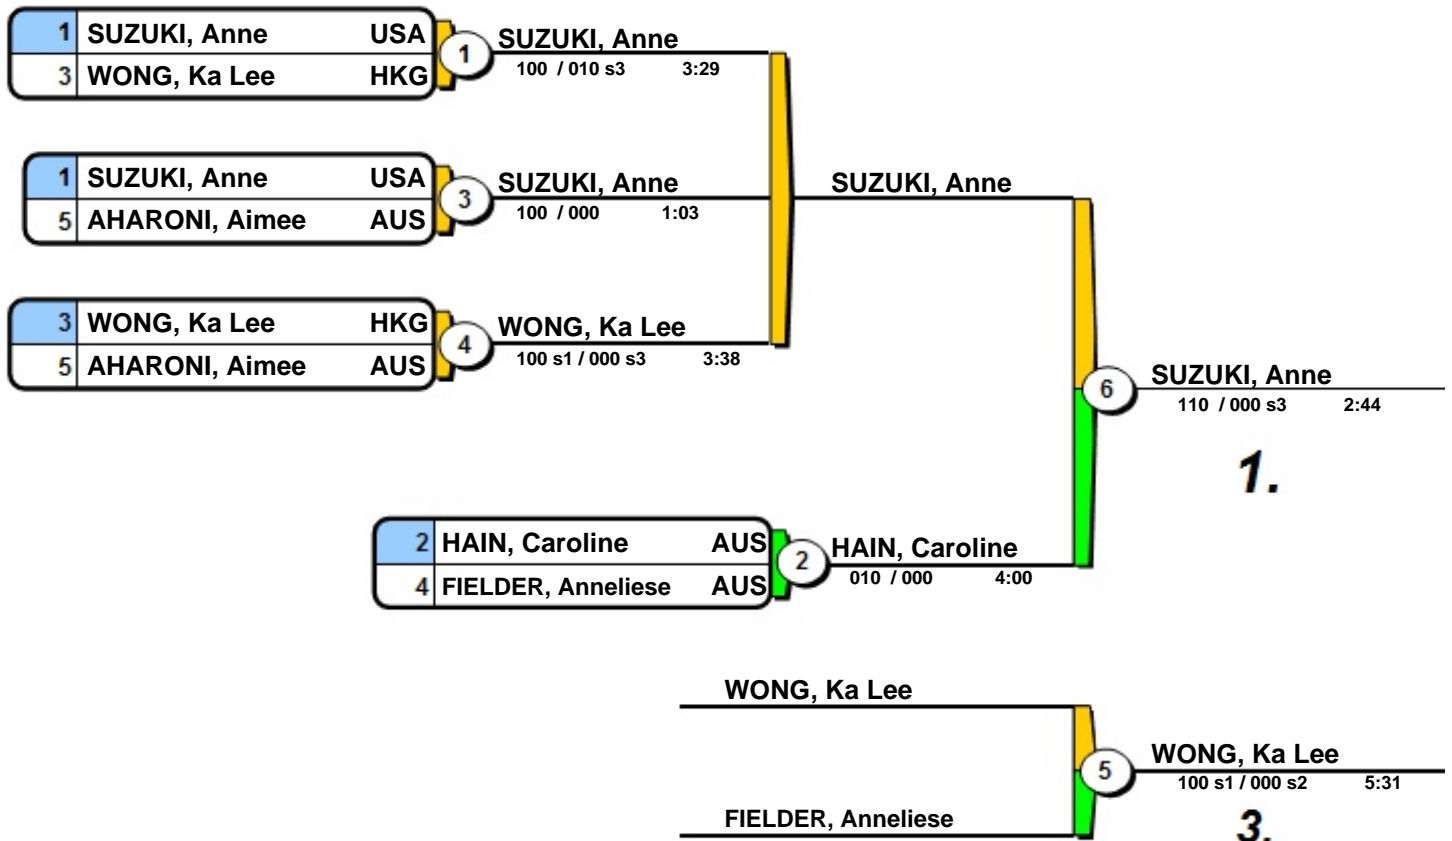 1 SUZUKI, Anne USA
3 WONG, Ka Lee HKG
1
SUZUKI, Anne
100 / 010 s3 3:29
1 SUZUKI, Anne USA
5 AHARONI, Aimee AUS
3
SUZUKI, Anne
100 / 000 1:03
SUZUKI, Anne
3 WONG, Ka Lee HKG
5 AHARONI, Aimee AUS
4
WONG, Ka Lee
100 s1 / 000 s3 3:38
6
SUZUKI, Anne
110 / 000 s3 2:44
1.
2 HAIN, Caroline AUS
4 FIELDER, Anneliese AUS
2
HAIN, Caroline
010 / 000 4:00
WONG, Ka Lee
5
WONG, Ka Lee
100 s1 / 000 s2 5:31
FIELDER, Anneliese
3.